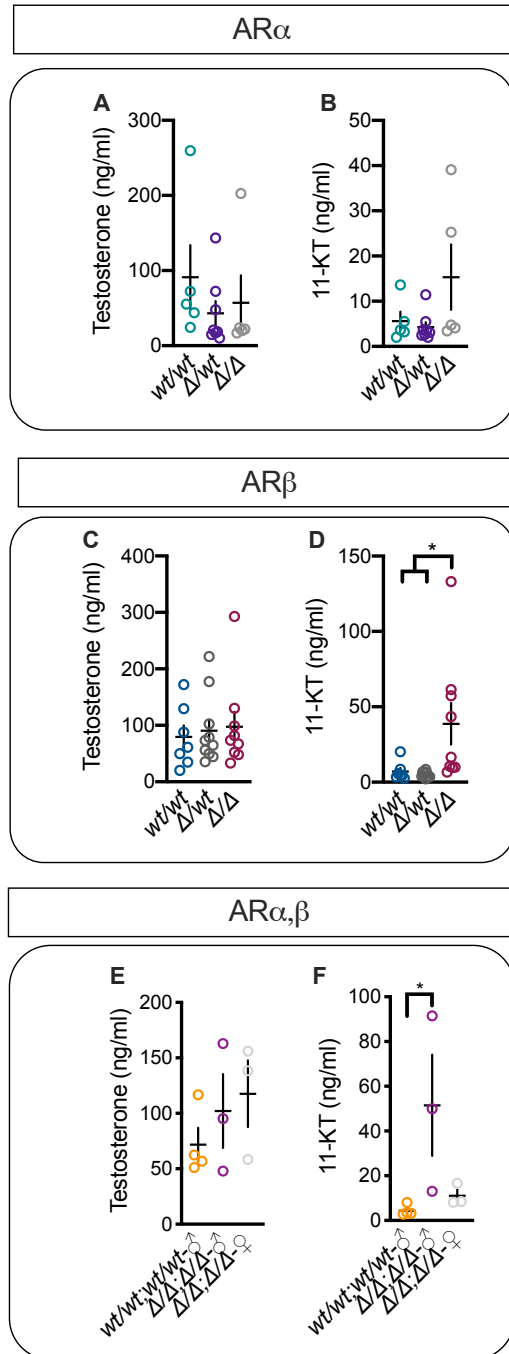 ARα
A
B
Testosterone (ng/ml)
300
200
100
0
wt/wt
Δ/wt
Δ/Δ
11-KT (ng/ml)
50
40
30
20
10
0
wt/wt
Δ/wt
Δ/Δ
ARβ
C
D
Testosterone (ng/ml)
400
300
200
100
0
wt/wt
Δ/wt
Δ/Δ
11-KT (ng/ml)
150
100
50
0
*
wt/wt
Δ/wt
Δ/Δ
ARα,β
E
F
Testosterone (ng/ml)
200
150
100
50
0
wt/wt;wt/wt-♂
Δ/Δ;Δ/Δ-♂
Δ/Δ;Δ/Δ-♀
11-KT (ng/ml)
100
80
60
40
20
0
*
wt/wt;wt/wt-♂
Δ/Δ;Δ/Δ-♂
Δ/Δ;Δ/Δ-♀